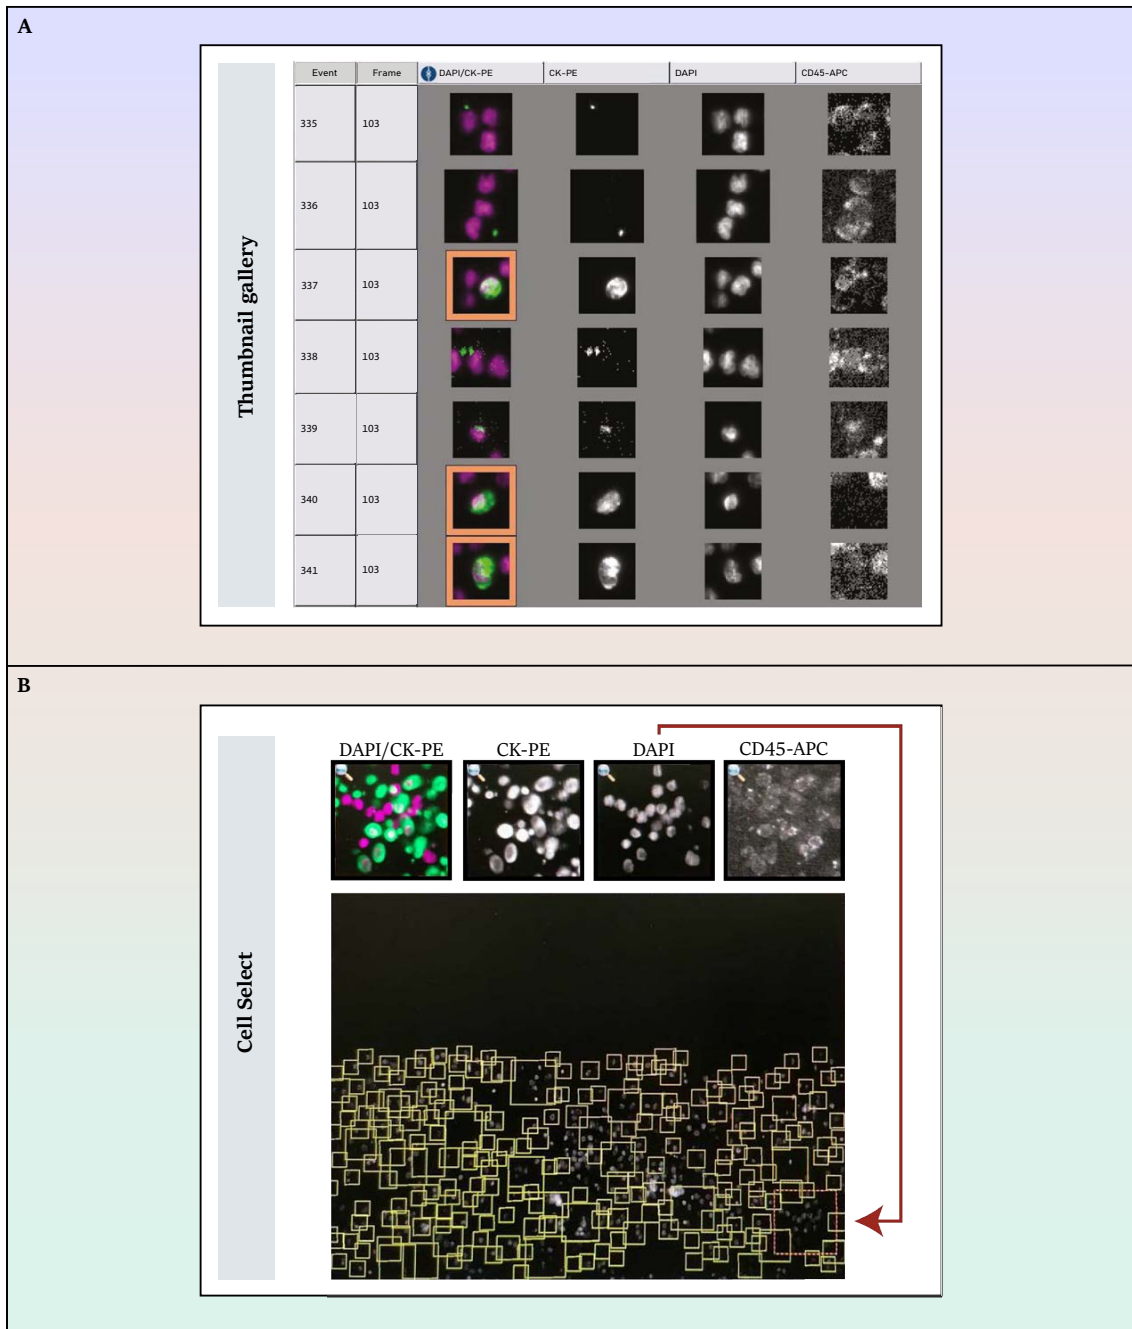 A
Thumbnail gallery
Event Frame DAPI/CK-PE CK-PE DAPI CD45-APC
335 103
336 103
337 103
338 103
339 103
340 103
341 103
B
Cell Select
DAPI/CK-PE CK-PE DAPI CD45-APC